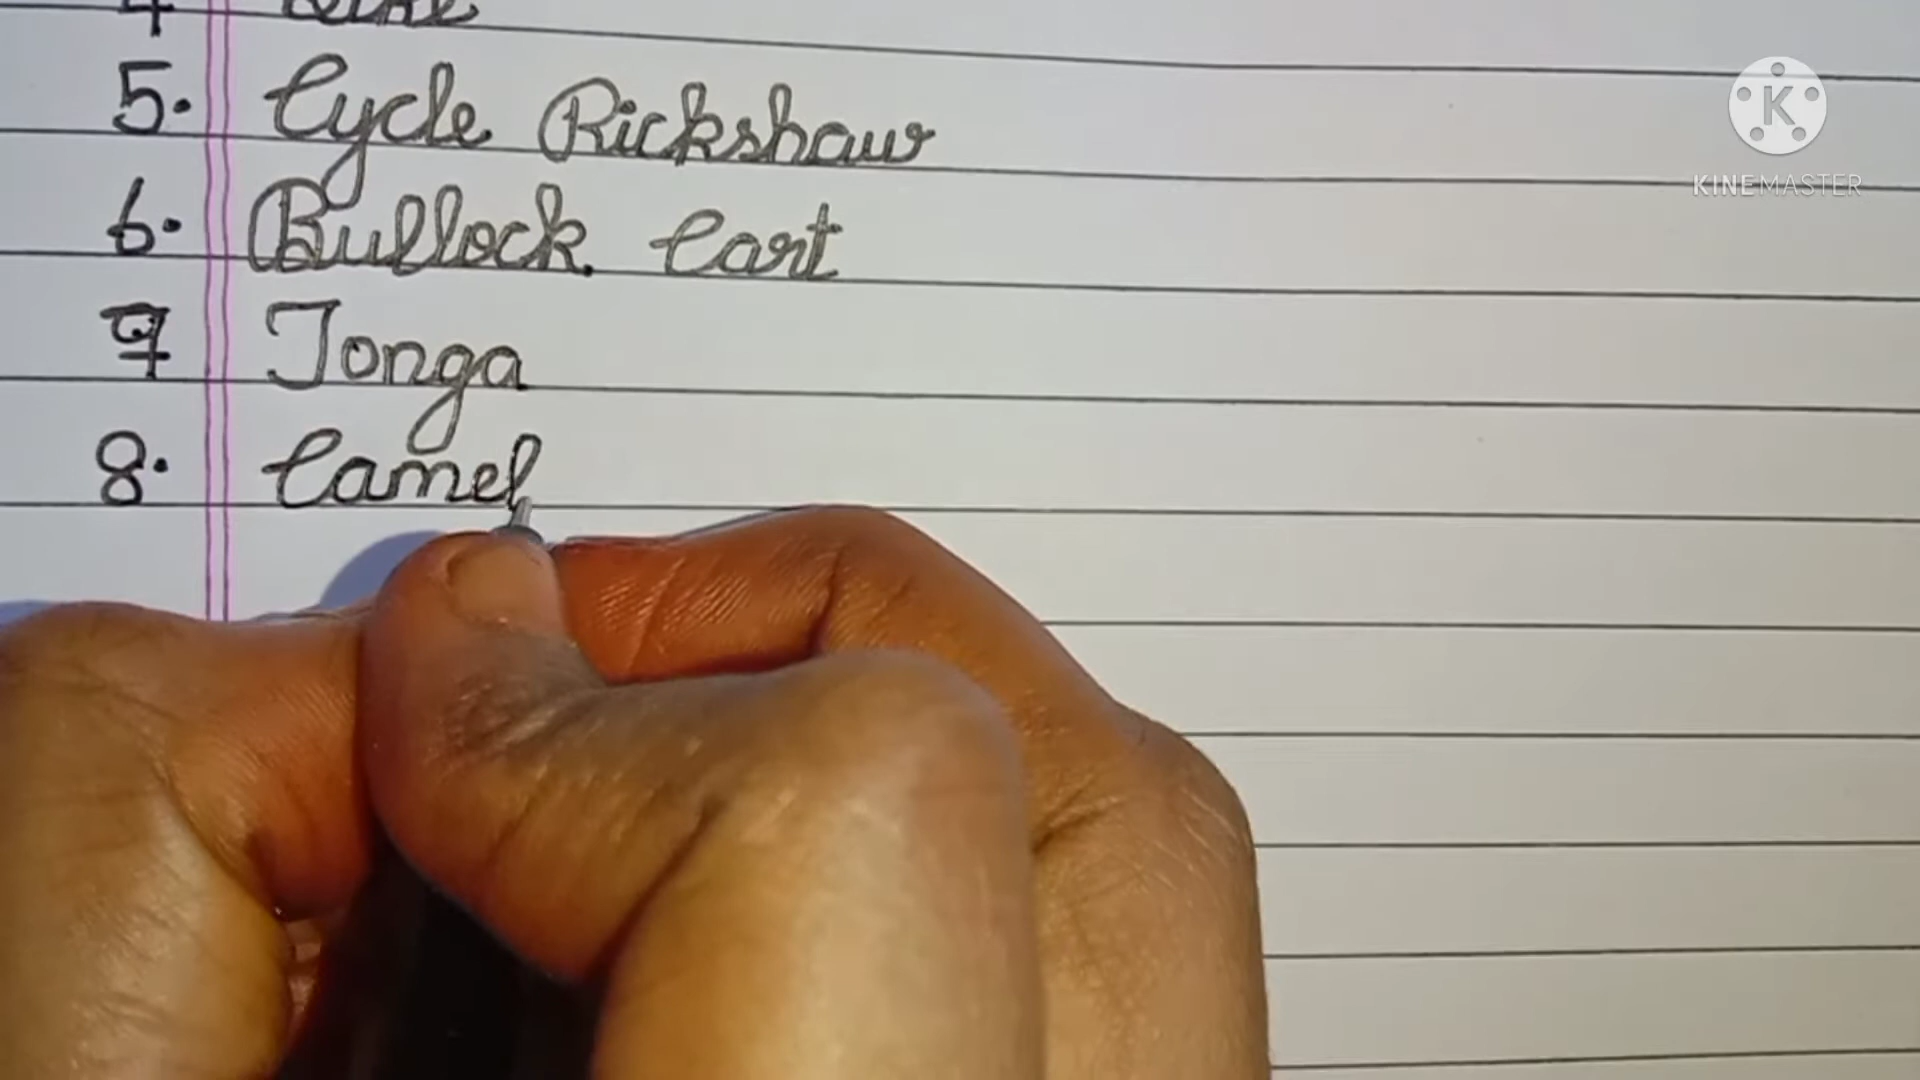 5. Cycle Rickshaw
6. Bullock Cart
7 Tonga
8. Camel
K
KINEMASTER